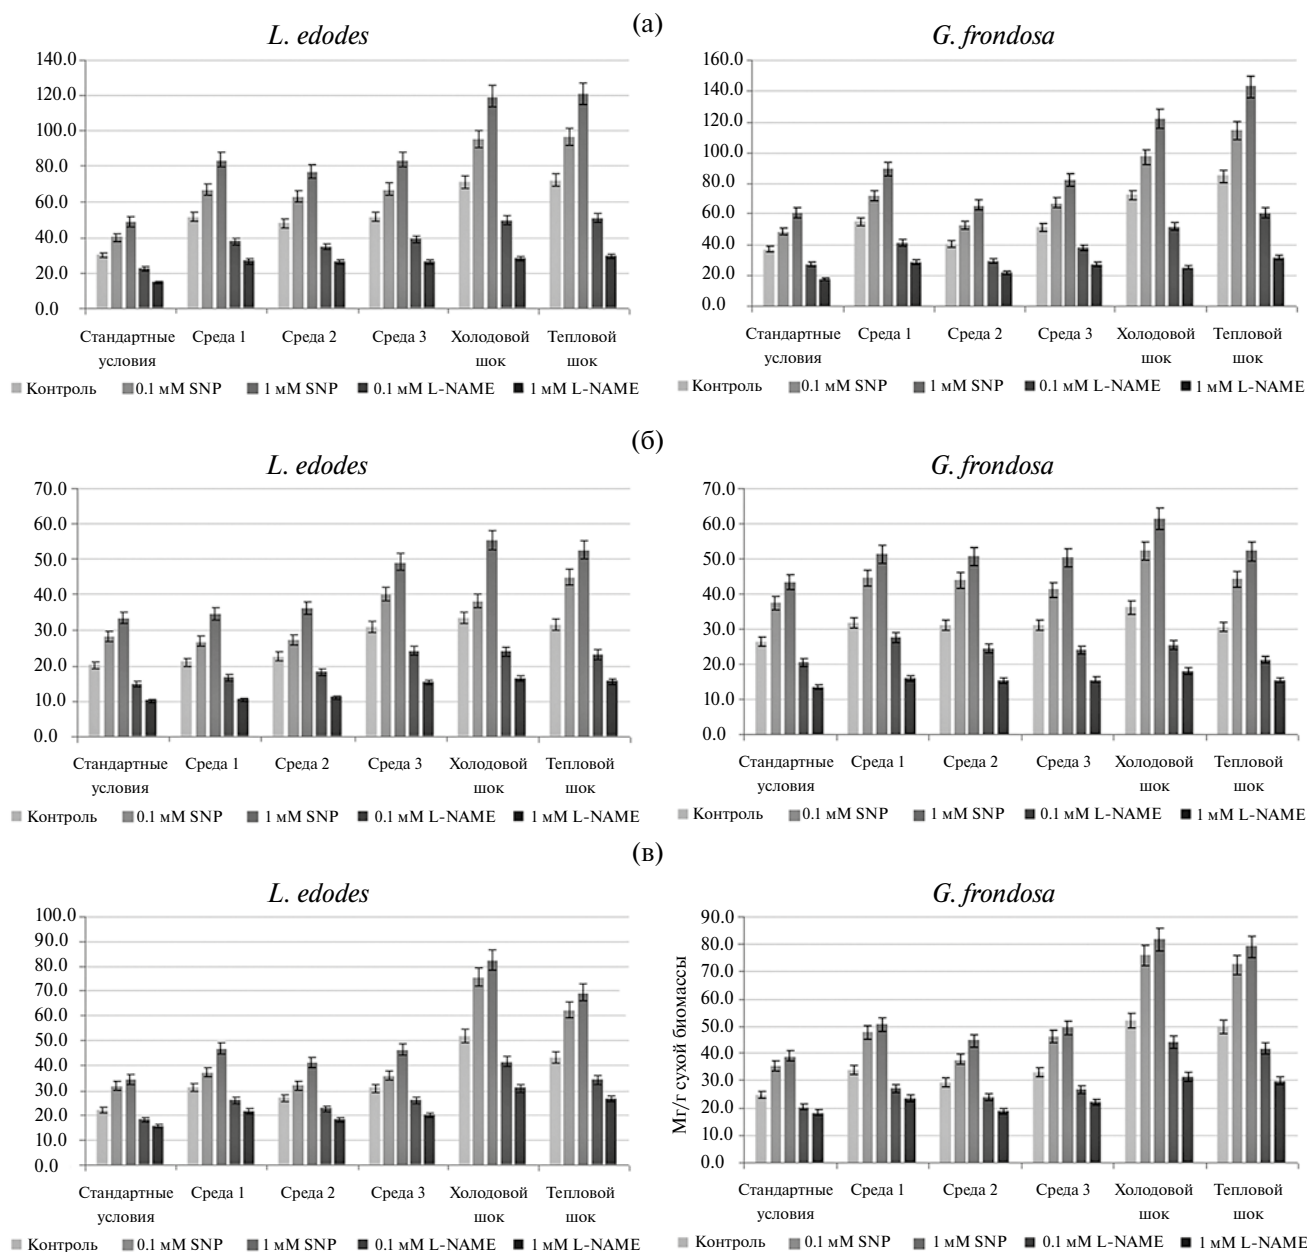 (а)
L. edodes
G. frondosa
140.0
120.0
100.0
80.0
60.0
40.0
20.0
0.0
Стандартные условия
Среда 1
Среда 2
Среда 3
Холодовой шок
Тепловой шок
Контроль 0.1 мМ SNP 1 мМ SNP 0.1 мМ L-NAME 1 мМ L-NAME
160.0
140.0
120.0
100.0
80.0
60.0
40.0
20.0
0.0
Стандартные условия
Среда 1
Среда 2
Среда 3
Холодовой шок
Тепловой шок
Контроль 0.1 мМ SNP 1 мМ SNP 0.1 мМ L-NAME 1 мМ L-NAME
(б)
L. edodes
G. frondosa
70.0
60.0
50.0
40.0
30.0
20.0
10.0
0.0
Стандартные условия
Среда 1
Среда 2
Среда 3
Холодовой шок
Тепловой шок
Контроль 0.1 мМ SNP 1 мМ SNP 0.1 мМ L-NAME 1 мМ L-NAME
70.0
60.0
50.0
40.0
30.0
20.0
10.0
0.0
Стандартные условия
Среда 1
Среда 2
Среда 3
Холодовой шок
Тепловой шок
Контроль 0.1 мМ SNP 1 мМ SNP 0.1 мМ L-NAME 1 мМ L-NAME
(в)
L. edodes
G. frondosa
100.0
90.0
80.0
70.0
60.0
50.0
40.0
30.0
20.0
10.0
0.0
Стандартные условия
Среда 1
Среда 2
Среда 3
Холодовой шок
Тепловой шок
Контроль 0.1 мМ SNP 1 мМ SNP 0.1 мМ L-NAME 1 мМ L-NAME
Мг/г сухой биомассы
90.0
80.0
70.0
60.0
50.0
40.0
30.0
20.0
10.0
0.0
Стандартные условия
Среда 1
Среда 2
Среда 3
Холодовой шок
Тепловой шок
Контроль 0.1 мМ SNP 1 мМ SNP 0.1 мМ L-NAME 1 мМ L-NAME